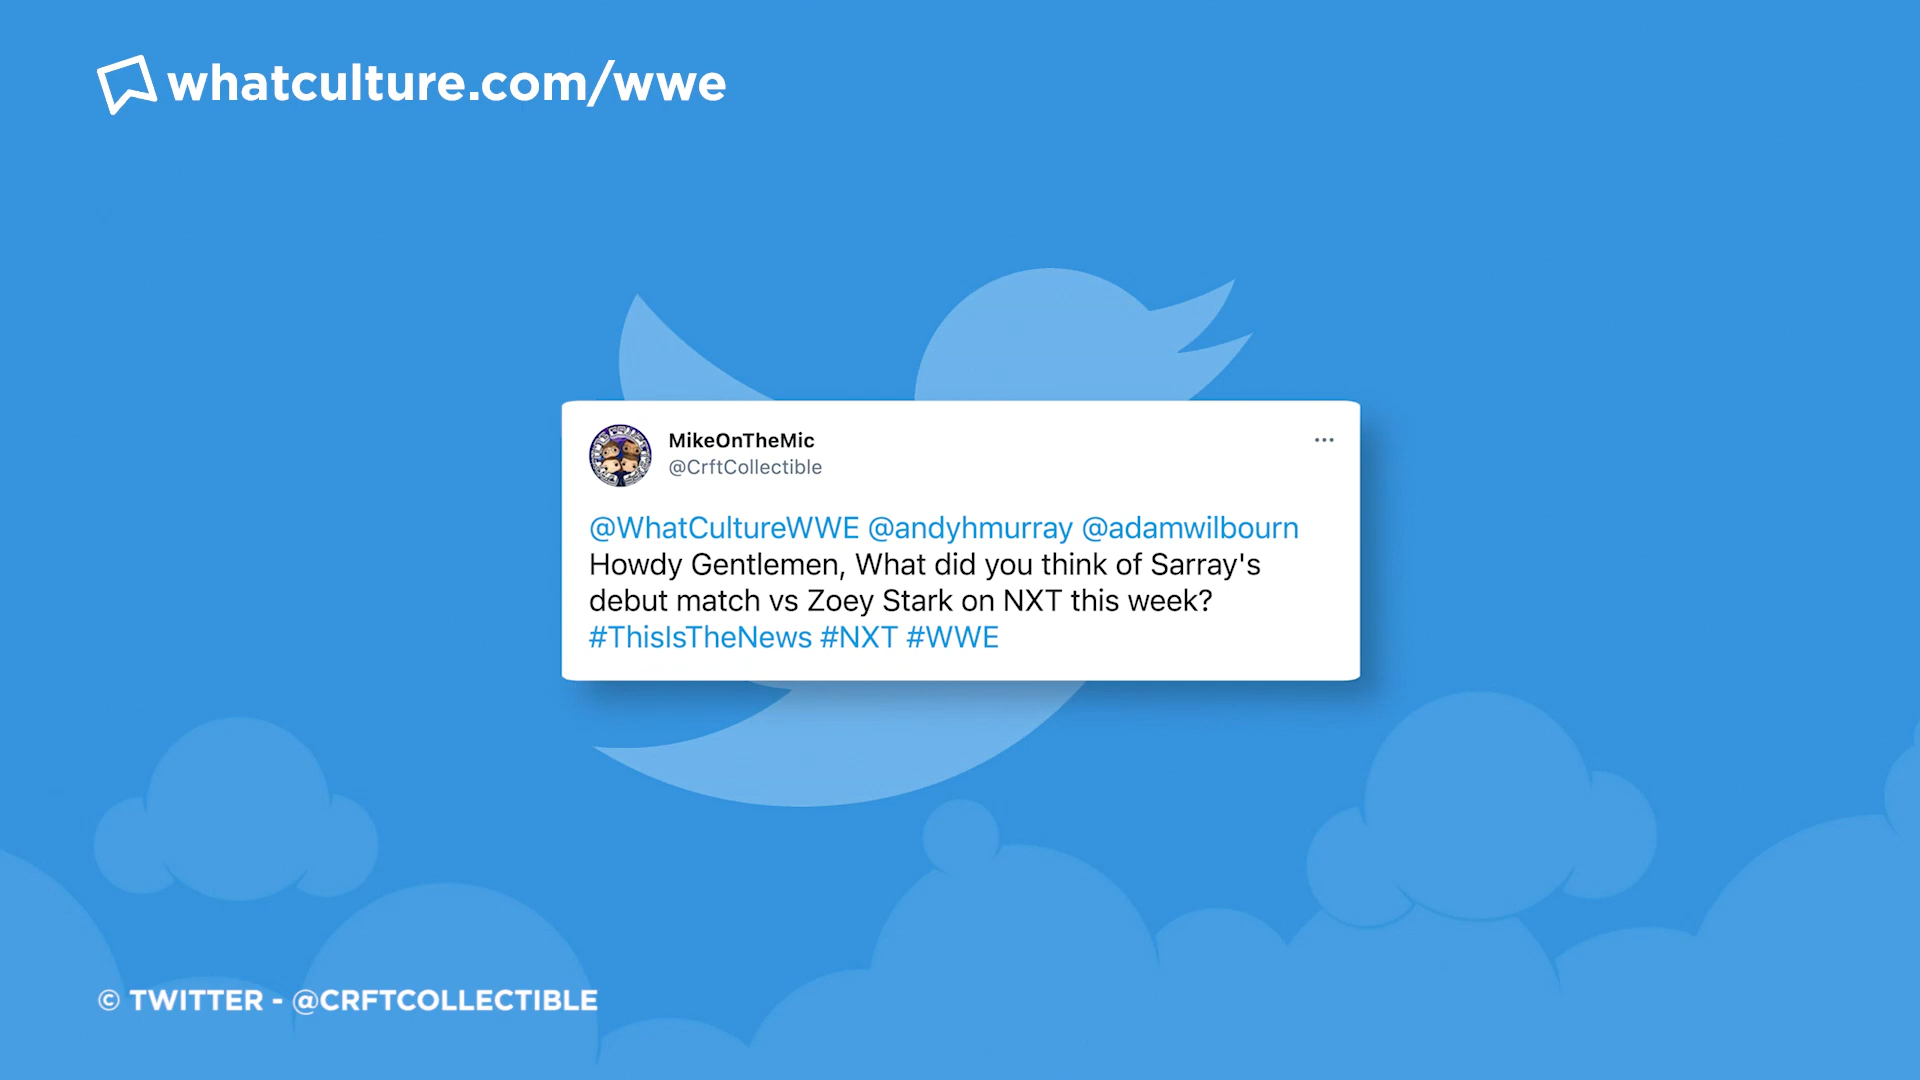 whatculture.com/wwe
MikeOnTheMic
@CrftCollectible
@WhatCultureWWE @andyhmurray @adamwilbourn
Howdy Gentlemen, What did you think of Sarray's
debut match vs Zoey Stark on NXT this week?
#ThisIsTheNews #NXT #WWE
© TWITTER - @CRFTCOLLECTIBLE